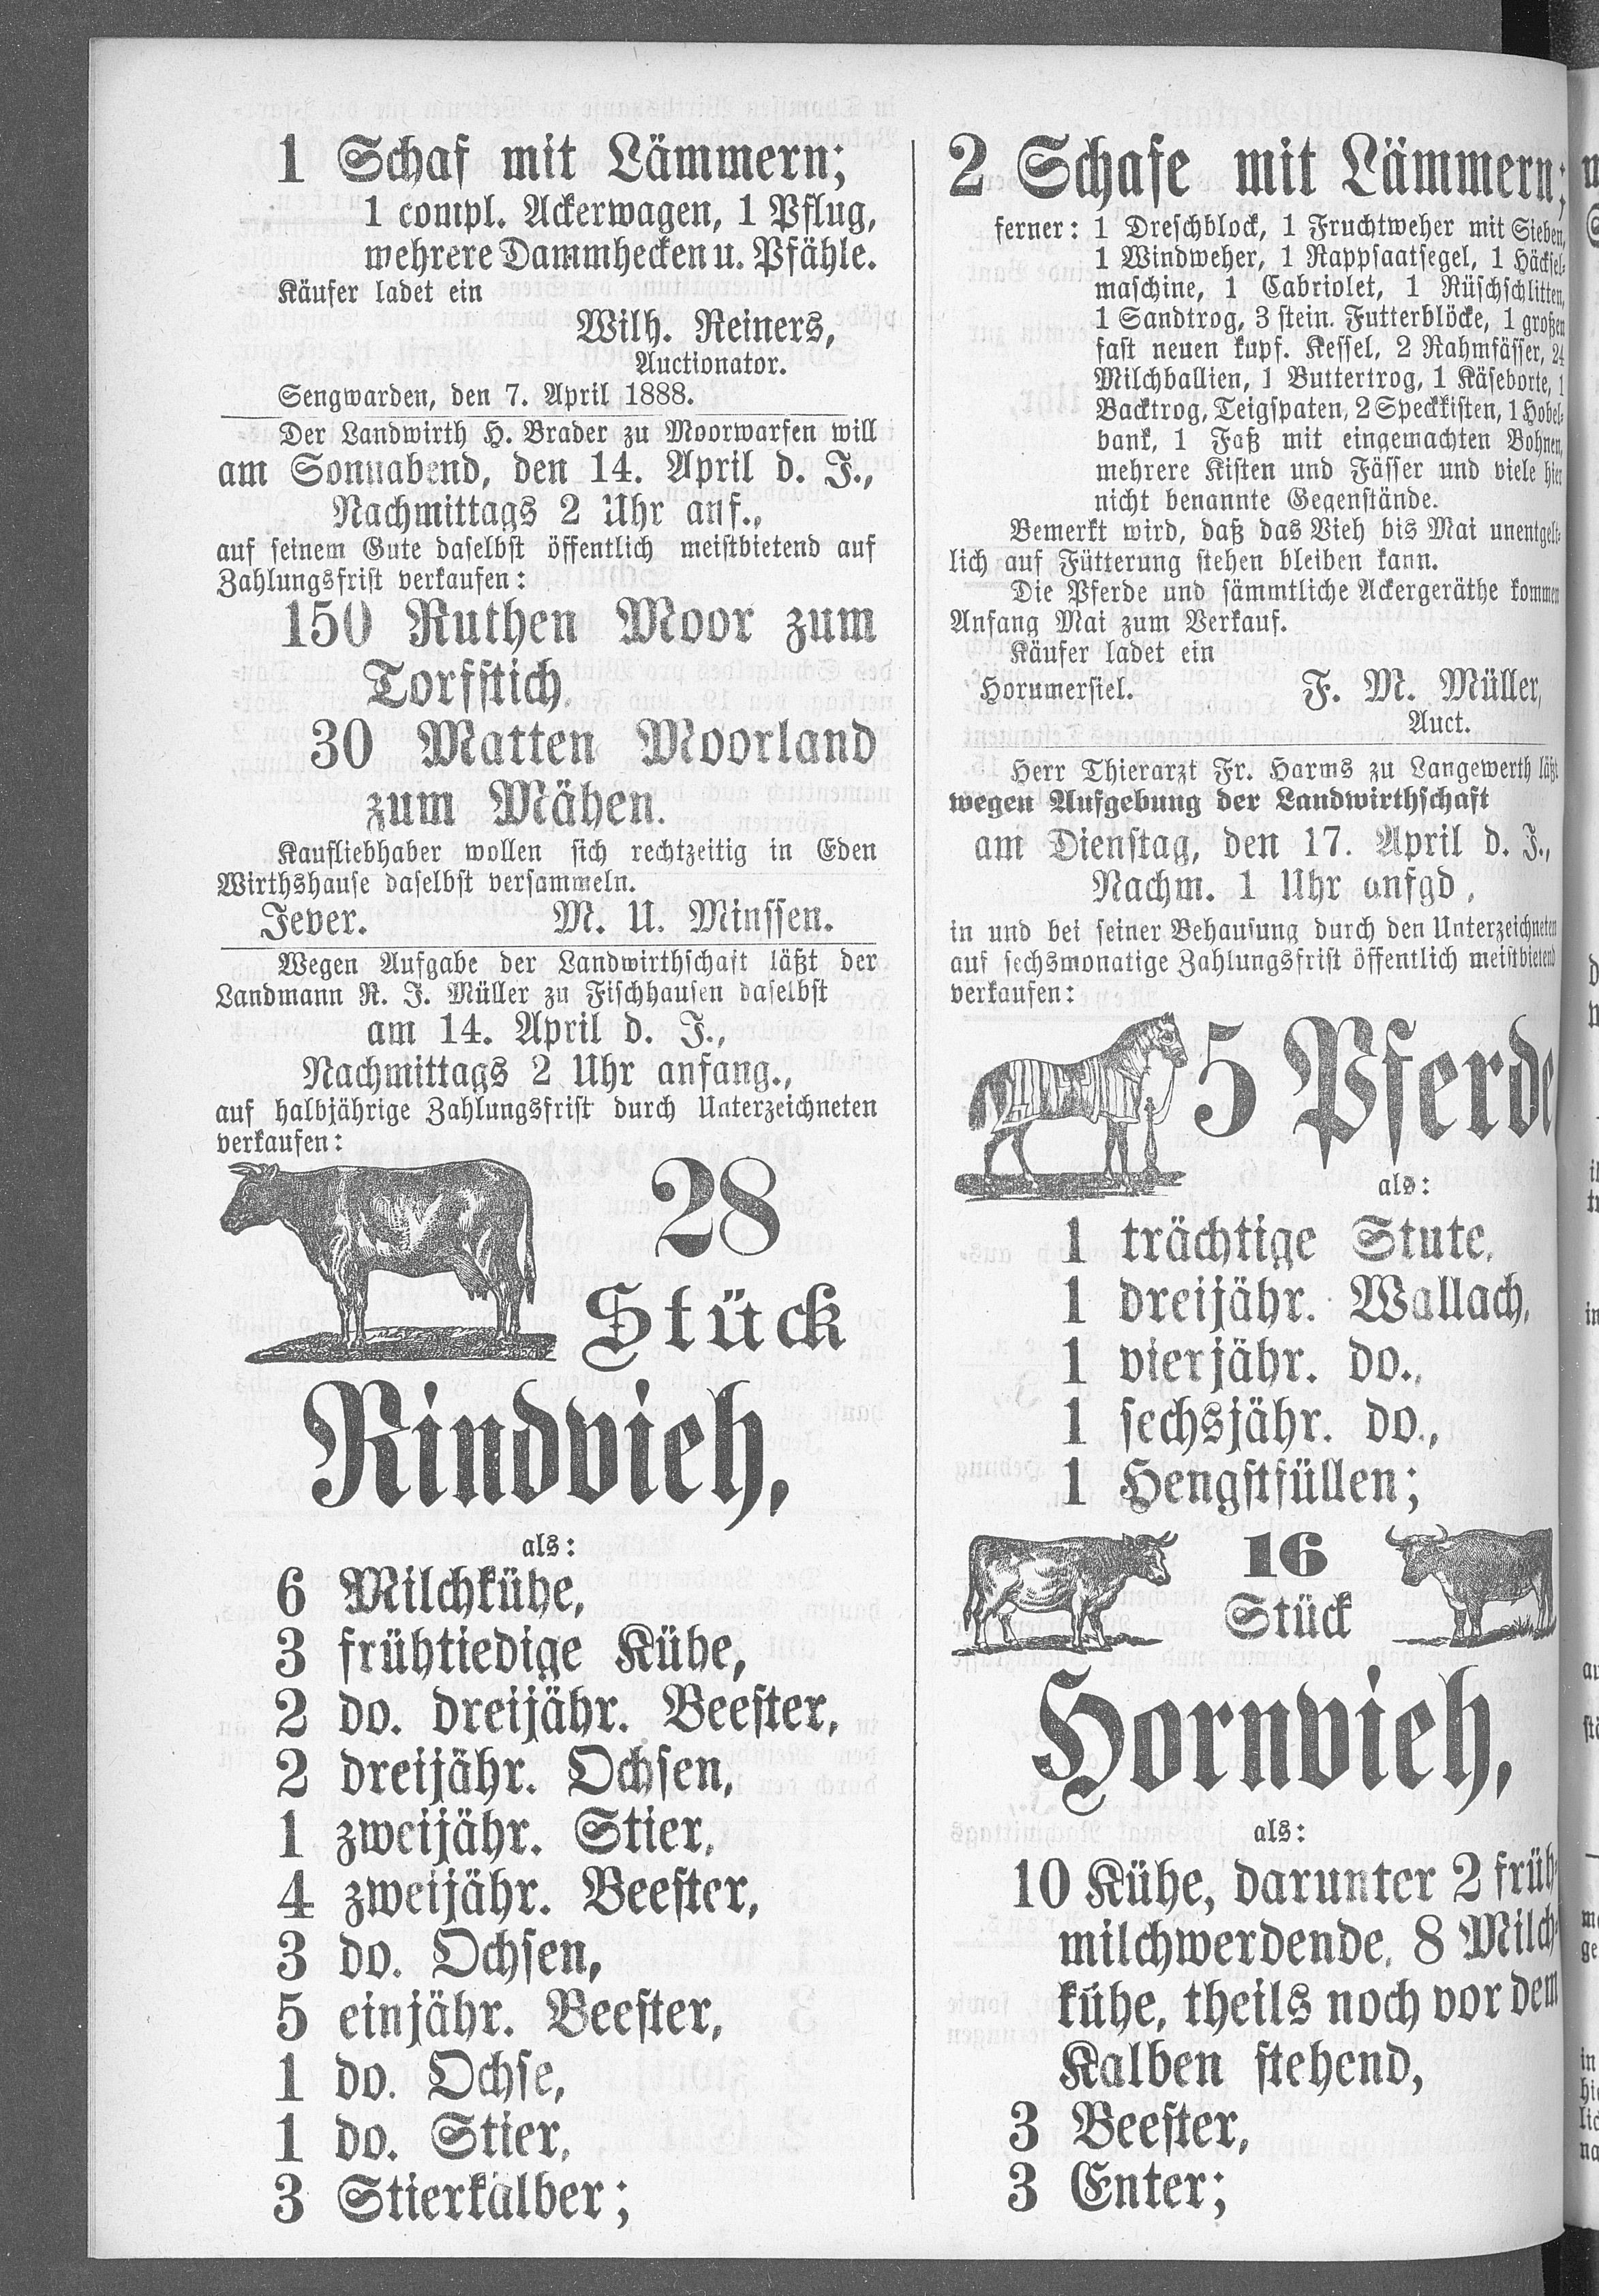 1 Schaf mit Lämmern;
1 compl. Ackerwagen, 1 Pflug,
mehrere Dammhecken u. Pfähle.
Käufer ladet ein
Wilh. Reiners,
Auctionator.
Sengwarden, den 7. April 1888.
Der Landwirth H. Brader zu Moorwarfen will
am Sonnabend, den 14. April d. J.,
Nachmittags 2 Uhr anf.,
auf seinem Gute daselbst öffentlich meistbietend auf
Zahlungsfrist verkaufen:
150 Ruthen Moor zum
Torfstich,
30 Matten Moorland
zum Mähen.
Kaufliebhaber wollen sich rechtzeitig in Eden
Wirthshause daselbst versammeln.
Jever. M. U. Minssen.
Wegen Aufgabe der Landwirthschaft läßt der
Landmann R. J. Müller zu Fischhausen daselbst
am 14. April d. J.,
Nachmittags 2 Uhr anfang.,
auf halbjährige Zahlungsfrist durch Unterzeichneten
verkaufen:
28
Stück
Rindvieh,
als:
6 Milchkühe,
3 frühtiedige Kühe,
2 do. dreijähr. Beester,
2 dreijähr. Ochsen,
1 zweijähr. Stier,
4 zweijähr. Beester,
3 do. Ochsen,
5 einjähr. Beester,
1 do. Ochse,
1 do. Stier,
3 Stierkälber;
2 Schafe mit Lämmern;
ferner: 1 Dreschblock, 1 Fruchtweher mit Sieben,
1 Windweher, 1 Rappsaatsegel, 1 Häcksel-
maschine, 1 Cabriolet, 1 Rüschschlitten,
1 Sandtrog, 3 stein. Futterblöcke, 1 großen
fast neuen kupf. Kessel, 2 Rahmfässer, 24
Milchballien, 1 Buttertrog, 1 Käseborte, 1
Backtrog, Teigspaten, 2 Speckkisten, 1 Hobel-
bank, 1 Faß mit eingemachten Bohnen,
mehrere Kisten und Fässer und viele hier
nicht benannte Gegenstände.
Bemerkt wird, daß das Vieh bis Mai unentgelt-
lich auf Fütterung stehen bleiben kann.
Die Pferde und sämmtliche Ackergeräthe kommen
Anfang Mai zum Verkauf.
Käufer ladet ein
Horumersiel. F. M. Müller,
Auct.
Herr Thierarzt Fr. Harms zu Langewerth läßt
wegen Aufgebung der Landwirthschaft
am Dienstag, den 17. April d. J.,
Nachm. 1 Uhr anfgd.,
in und bei seiner Behausung durch den Unterzeichneten
auf sechsmonatige Zahlungsfrist öffentlich meistbietend
verkaufen:
5 Pferde
als:
1 trächtige Stute,
1 dreijähr. Wallach,
1 vierjähr. do.,
1 sechsjähr. do.,
1 Hengstfüllen;
16
Stück
Hornvieh,
als:
10 Kühe, darunter 2 früh-
milchwerdende, 8 Milch-
kühe, theils noch vor dem
Kalben stehend,
3 Beester,
3 Enter;